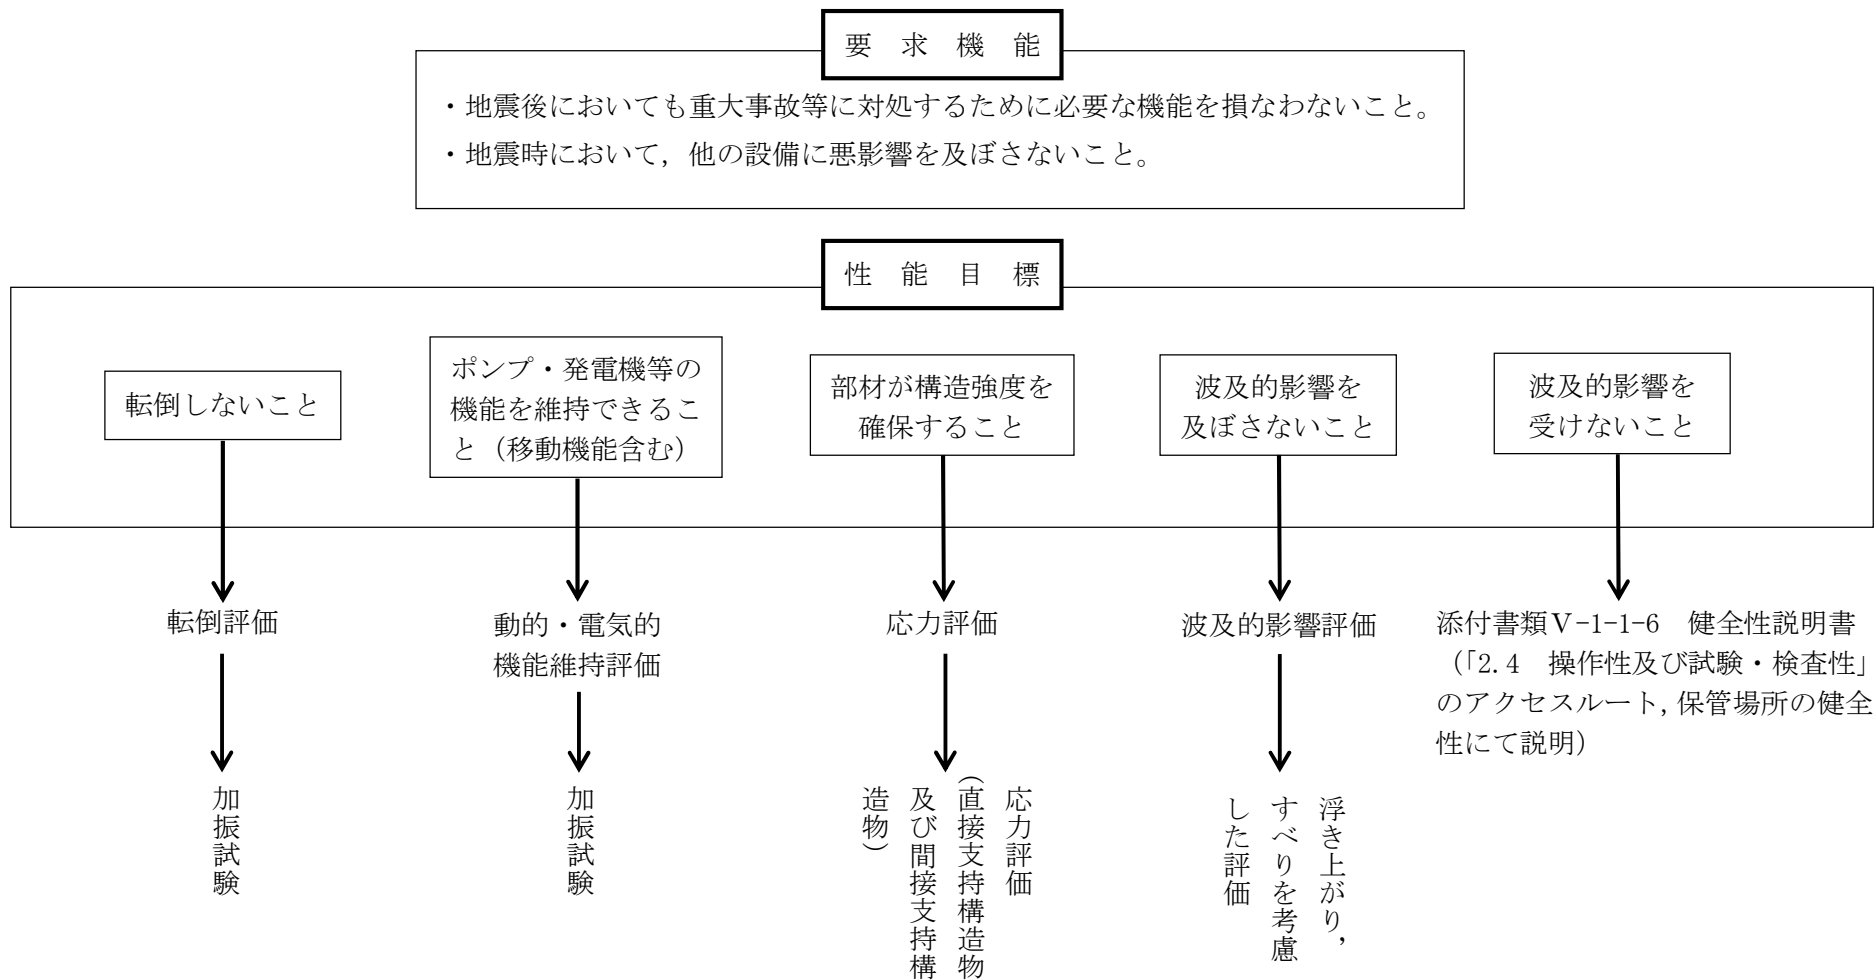 要 求 機 能
・地震後においても重大事故等に対処するために必要な機能を損なわないこと。
・地震時において，他の設備に悪影響を及ぼさないこと。
性 能 目 標
転倒しないこと
ポンプ・発電機等の
機能を維持できるこ
と（移動機能含む）
部材が構造強度を
確保すること
波及的影響を
及ぼさないこと
波及的影響を
受けないこと
転倒評価
動的・電気的
機能維持評価
応力評価
波及的影響評価
添付書類Ⅴ-1-1-6　健全性説明書
（「2.4　操作性及び試験・検査性」
のアクセスルート，保管場所の健全
性にて説明）
加振試験
加振試験
応力評価
（直接支持構造物
及び間接支持構
造物）
浮き上がり，
すべりを考慮
した評価